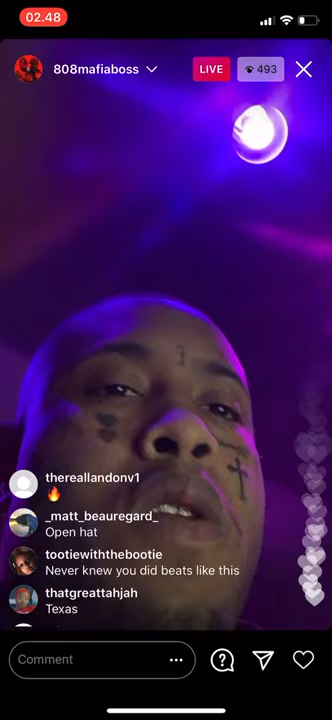 02.48
808mafiaboss
LIVE
493
thereallandonv1
🔥
_matt_beauregard_
Open hat
tootiewiththebootie
Never knew you did beats like this
thatgreattahjah
Texas
Comment